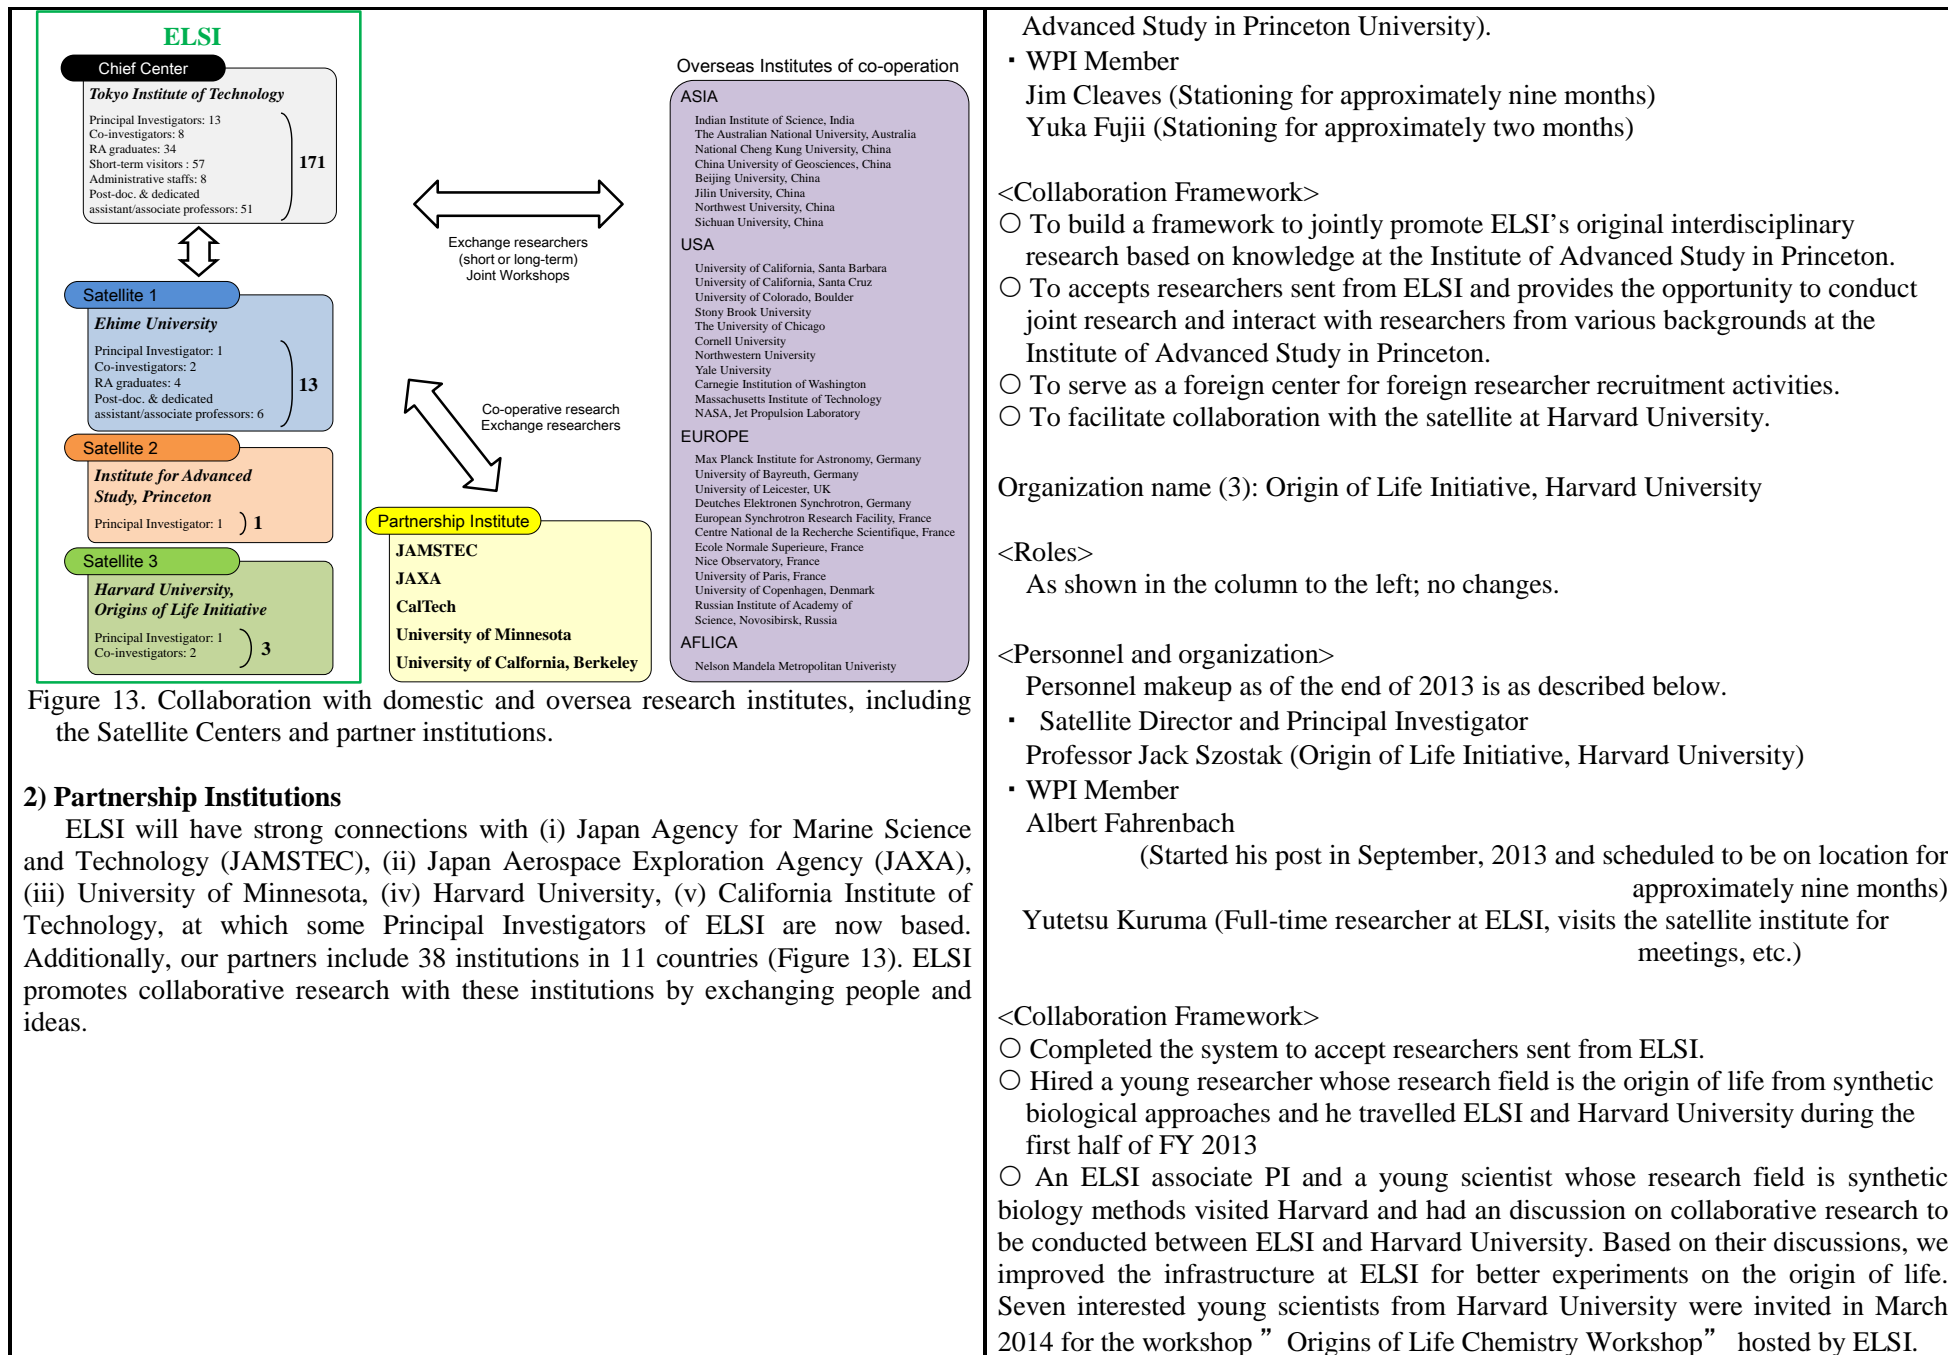 ELSI
Chief Center
Tokyo Institute of Technology
Principal Investigators: 13
Co-investigators: 8
RA graduates: 34
Short-term visitors : 57
Administrative staffs: 8
Post-doc. & dedicated
assistant/associate professors: 51
171
Satellite 1
Ehime University
Principal Investigator: 1
Co-investigators: 2
RA graduates: 4
Post-doc. & dedicated
assistant/associate professors: 6
13
Satellite 2
Institute for Advanced
Study, Princeton
Principal Investigator: 1
1
Satellite 3
Harvard University,
Origins of Life Initiative
Principal Investigator: 1
Co-investigators: 2
3
Exchange researchers
(short or long-term)
Joint Workshops
Co-operative research
Exchange researchers
Partnership Institute
JAMSTEC
JAXA
CalTech
University of Minnesota
University of Calfornia, Berkeley
Overseas Institutes of co-operation
ASIA
Indian Institute of Science, India
The Australian National University, Australia
National Cheng Kung University, China
China University of Geosciences, China
Beijing University, China
Jilin University, China
Northwest University, China
Sichuan University, China
USA
University of California, Santa Barbara
University of California, Santa Cruz
University of Colorado, Boulder
Stony Brook University
The University of Chicago
Cornell University
Northwestern University
Yale University
Carnegie Institution of Washington
Massachusetts Institute of Technology
NASA, Jet Propulsion Laboratory
EUROPE
Max Planck Institute for Astronomy, Germany
University of Bayreuth, Germany
University of Leicester, UK
Deutches Elektronen Synchrotron, Germany
European Synchrotron Research Facility, France
Centre National de la Recherche Scientifique, France
Ecole Normale Superieure, France
Nice Observatory, France
University of Paris, France
University of Copenhagen, Denmark
Russian Institute of Academy of
Science, Novosibirsk, Russia
AFLICA
Nelson Mandela Metropolitan Univeristy
Figure 13. Collaboration with domestic and oversea research institutes, including
the Satellite Centers and partner institutions.
2) Partnership Institutions
ELSI will have strong connections with (i) Japan Agency for Marine Science
and Technology (JAMSTEC), (ii) Japan Aerospace Exploration Agency (JAXA),
(iii) University of Minnesota, (iv) Harvard University, (v) California Institute of
Technology, at which some Principal Investigators of ELSI are now based.
Additionally, our partners include 38 institutions in 11 countries (Figure 13). ELSI
promotes collaborative research with these institutions by exchanging people and
ideas.
Advanced Study in Princeton University).
・WPI Member
Jim Cleaves (Stationing for approximately nine months)
Yuka Fujii (Stationing for approximately two months)
<Collaboration Framework>
○ To build a framework to jointly promote ELSI’s original interdisciplinary
research based on knowledge at the Institute of Advanced Study in Princeton.
○ To accepts researchers sent from ELSI and provides the opportunity to conduct
joint research and interact with researchers from various backgrounds at the
Institute of Advanced Study in Princeton.
○ To serve as a foreign center for foreign researcher recruitment activities.
○ To facilitate collaboration with the satellite at Harvard University.
Organization name (3): Origin of Life Initiative, Harvard University
<Roles>
As shown in the column to the left; no changes.
<Personnel and organization>
Personnel makeup as of the end of 2013 is as described below.
・ Satellite Director and Principal Investigator
Professor Jack Szostak (Origin of Life Initiative, Harvard University)
・WPI Member
Albert Fahrenbach
(Started his post in September, 2013 and scheduled to be on location for
approximately nine months)
Yutetsu Kuruma (Full-time researcher at ELSI, visits the satellite institute for
meetings, etc.)
<Collaboration Framework>
○ Completed the system to accept researchers sent from ELSI.
○ Hired a young researcher whose research field is the origin of life from synthetic
biological approaches and he travelled ELSI and Harvard University during the
first half of FY 2013
○ An ELSI associate PI and a young scientist whose research field is synthetic
biology methods visited Harvard and had an discussion on collaborative research to
be conducted between ELSI and Harvard University. Based on their discussions, we
improved the infrastructure at ELSI for better experiments on the origin of life.
Seven interested young scientists from Harvard University were invited in March
2014 for the workshop ”Origins of Life Chemistry Workshop” hosted by ELSI.